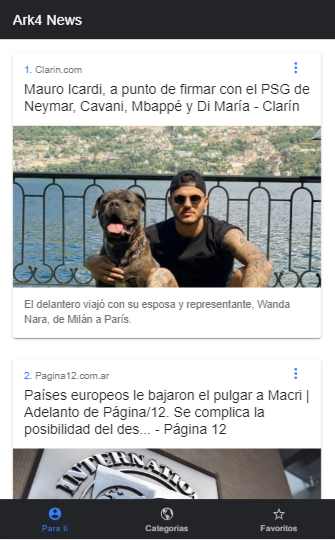 Ark4 News
1. Clarin.com
Mauro Icardi, a punto de firmar con el PSG de
Neymar, Cavani, Mbappé y Di María - Clarín
El delantero viajó con su esposa y representante, Wanda
Nara, de Milán a París.
2. Pagina12.com.ar
Países europeos le bajaron el pulgar a Macri |
Adelanto de Página/12. Se complica la
posibilidad del des... - Página 12
INTERNATIONAL
Para ti
Categorias
Favoritos